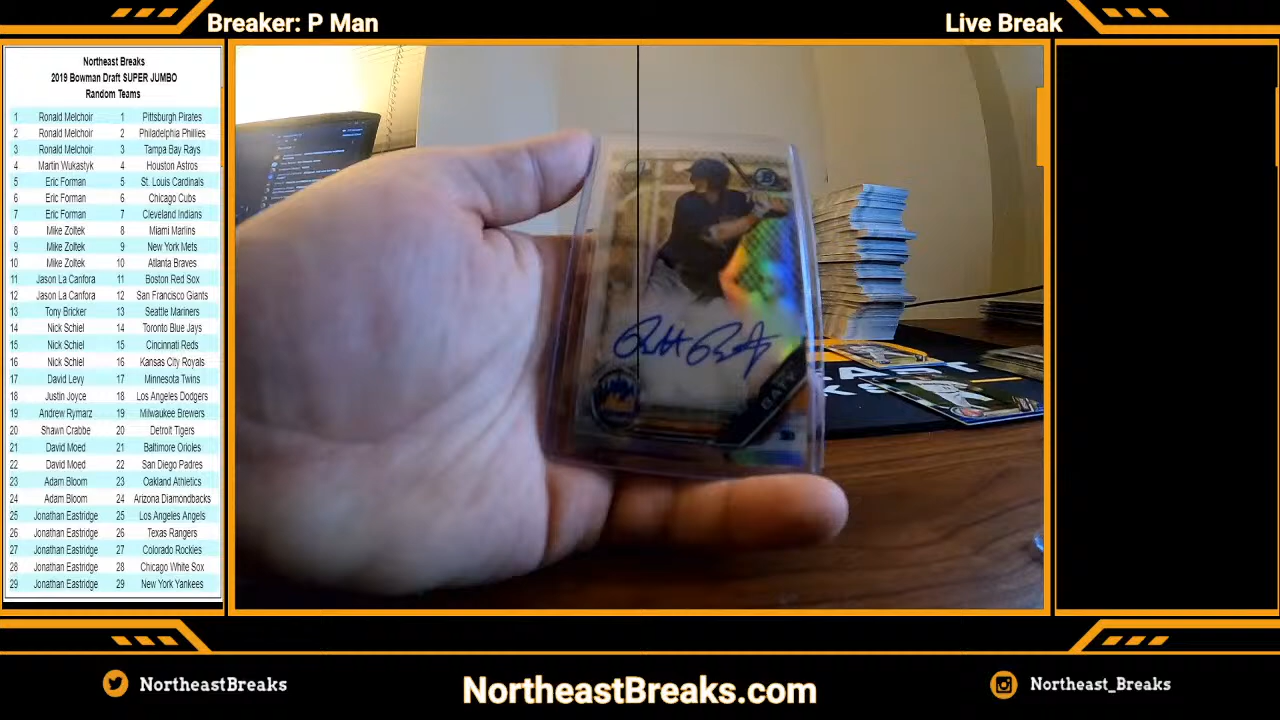 Breaker: P Man
Live Break
Northeast Breaks
2019 Bowman Draft SUPER JUMBO
Random Teams
1 Ronald Melchoir 1 Pittsburgh Pirates
2 Ronald Melchoir 2 Philadelphia Phillies
3 Ronald Melchoir 3 Tampa Bay Rays
4 Martin Wukastyk 4 Houston Astros
5 Eric Forman 5 St. Louis Cardinals
6 Eric Forman 6 Chicago Cubs
7 Eric Forman 7 Cleveland Indians
8 Mike Zoltek 8 Miami Marlins
9 Mike Zoltek 9 New York Mets
10 Mike Zoltek 10 Atlanta Braves
11 Jason La Canfora 11 Boston Red Sox
12 Jason La Canfora 12 San Francisco Giants
13 Tony Bricker 13 Seattle Mariners
14 Nick Schiel 14 Toronto Blue Jays
15 Nick Schiel 15 Cincinnati Reds
16 Nick Schiel 16 Kansas City Royals
17 David Levy 17 Minnesota Twins
18 Justin Joyce 18 Los Angeles Dodgers
19 Andrew Rymarz 19 Milwaukee Brewers
20 Shawn Crabbe 20 Detroit Tigers
21 David Moed 21 Baltimore Orioles
22 David Moed 22 San Diego Padres
23 Adam Bloom 23 Oakland Athletics
24 Adam Bloom 24 Arizona Diamondbacks
25 Jonathan Eastridge 25 Los Angeles Angels
26 Jonathan Eastridge 26 Texas Rangers
27 Jonathan Eastridge 27 Colorado Rockies
28 Jonathan Eastridge 28 Chicago White Sox
29 Jonathan Eastridge 29 New York Yankees
BATY
NortheastBreaks
NortheastBreaks.com
Northeast_Breaks